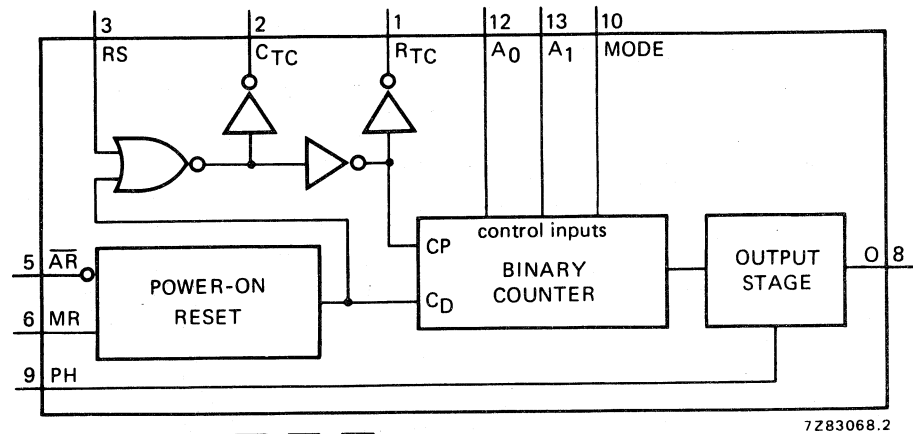 3 2 1 12 13 10
RS CTC RTC A0 A1 MODE
control inputs
CP
5 AR
POWER-ON
RESET
BINARY
COUNTER
CD
OUTPUT
STAGE
O 8
6 MR
9 PH
7Z83068.2